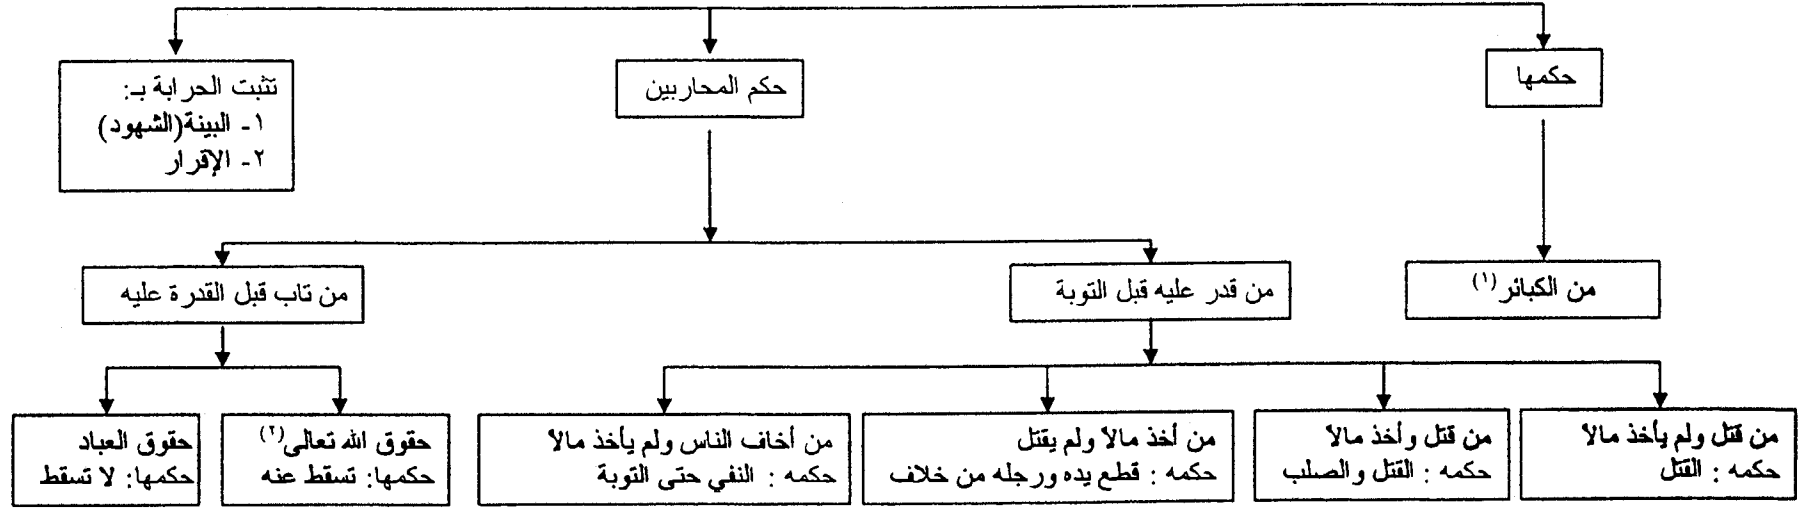 حكمها
حكم المحاربين
تثبت الحرابة بـ:
١- البينة(الشهود)
٢- الإقرار
من الكبائر(١)
من قدر عليه قبل التوبة
من تاب قبل القدرة عليه
من قتل ولم يأخذ مالا
حكمه : القتل
من قتل وأخذ مالا
حكمه : القتل والصلب
من أخذ مالا ولم يقتل
حكمه : قطع يده ورجله من خلاف
من أخاف الناس ولم يأخذ مالا
حكمه : النفي حتى التوبة
حقوق الله تعالى(٢)
حكمها: تسقط عنه
حقوق العباد
حكمها: لا تسقط